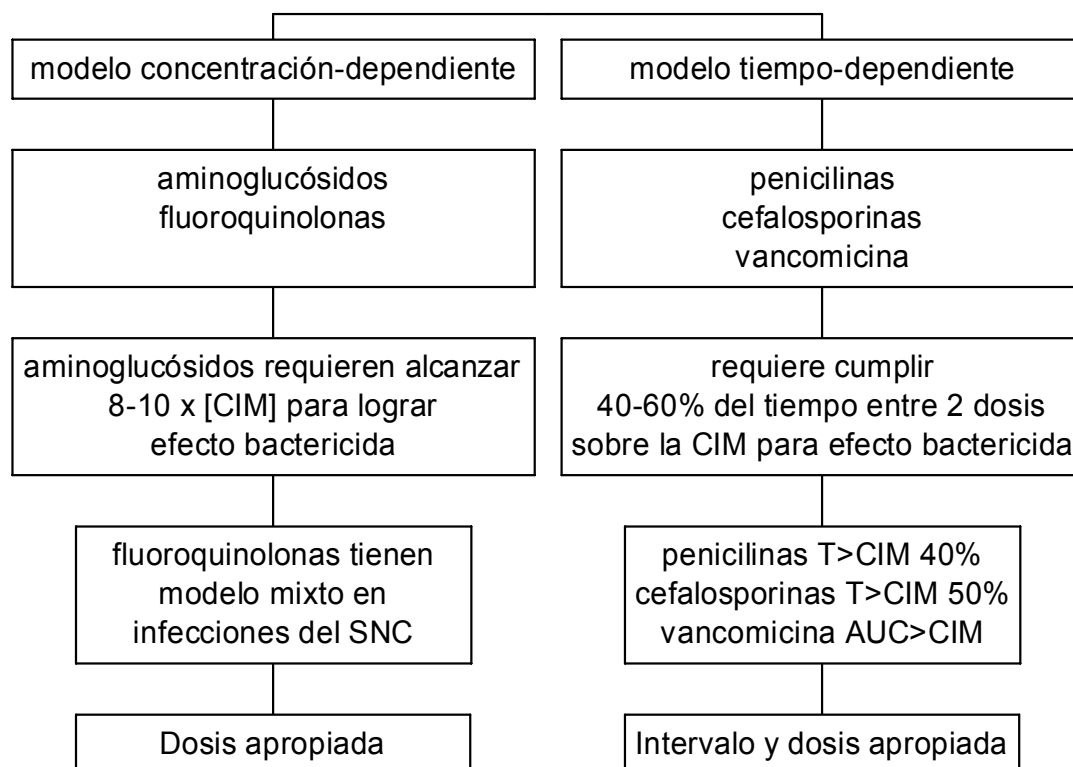 modelo concentración-dependiente
aminoglucósidos
fluoroquinolonas
aminoglucósidos requieren alcanzar
8-10 x [CIM] para lograr
efecto bactericida
fluoroquinolonas tienen
modelo mixto en
infecciones del SNC
Dosis apropiada
modelo tiempo-dependiente
penicilinas
cefalosporinas
vancomicina
requiere cumplir
40-60% del tiempo entre 2 dosis
sobre la CIM para efecto bactericida
penicilinas T>CIM 40%
cefalosporinas T>CIM 50%
vancomicina AUC>CIM
Intervalo y dosis apropiada